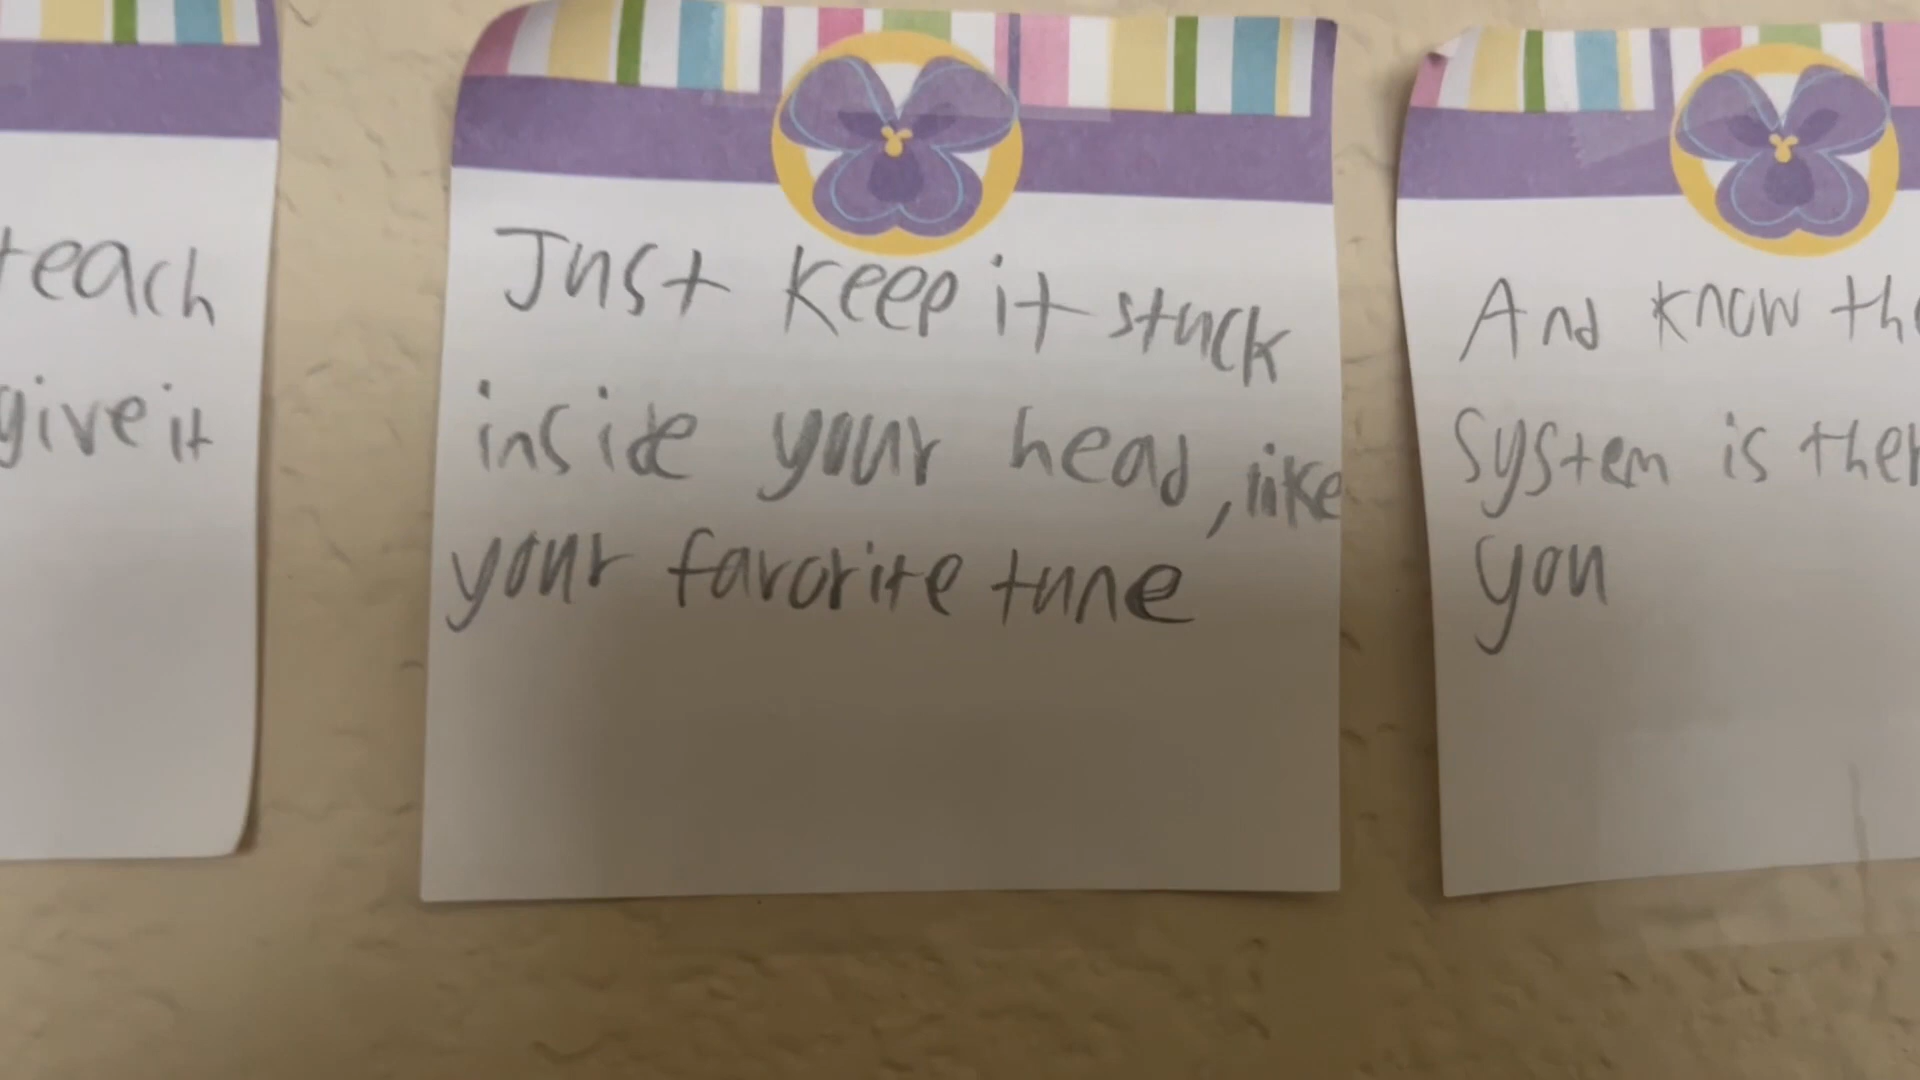 teach
give it
Just keep it stuck
inside your head, like
your favorite tune
And know the
system is ther
you